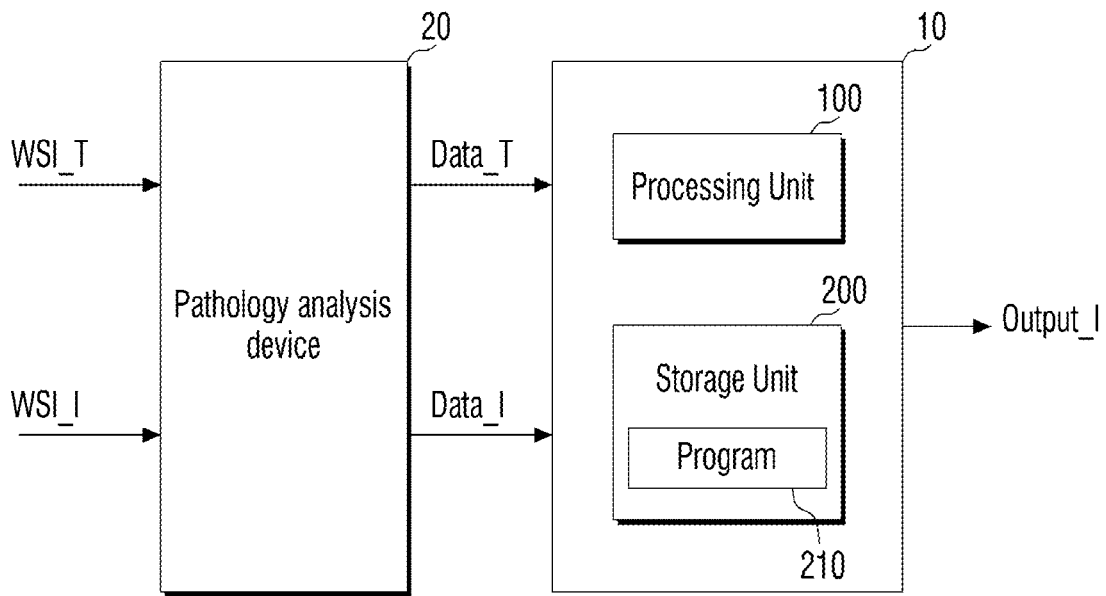 20
10
100
WSI_T
Data_T
Processing Unit
Pathology analysis
device
200
Storage Unit
Output_I
WSI_I
Data_I
Program
210